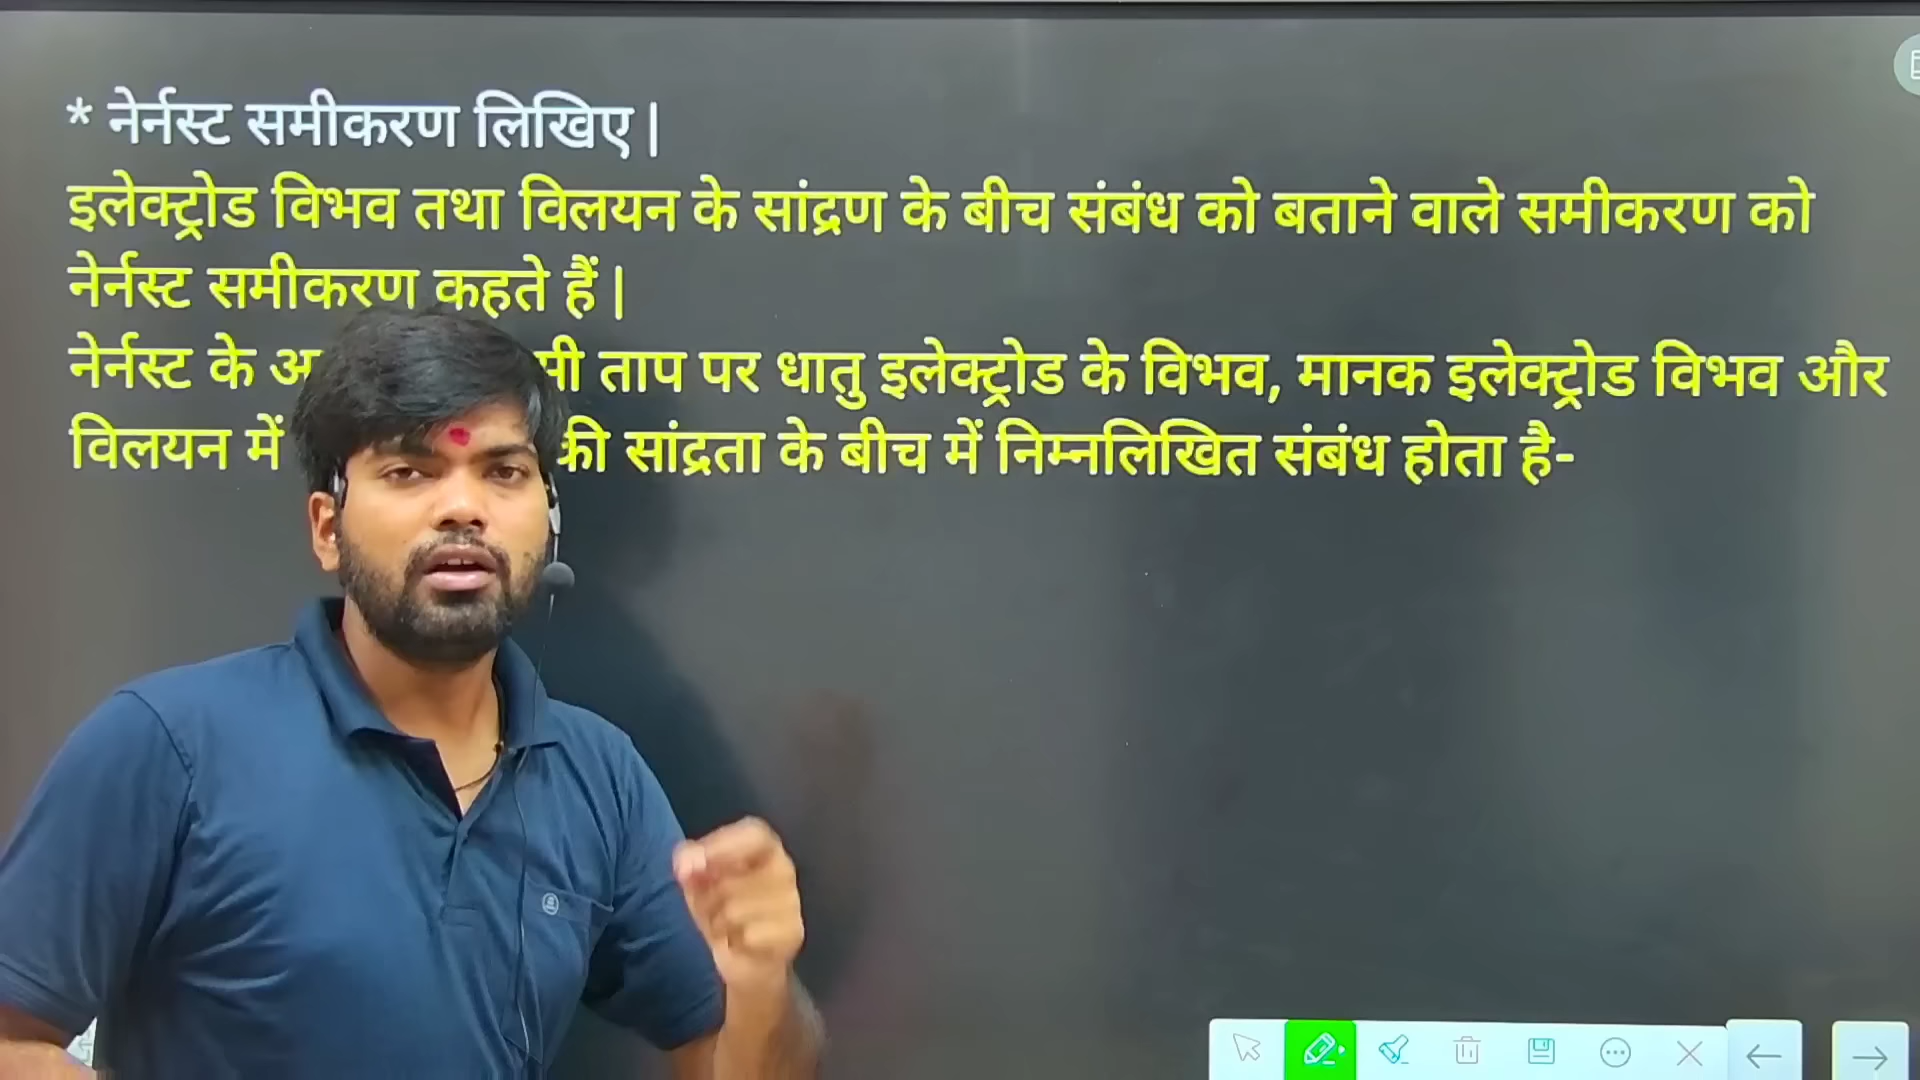 * नेर्नस्ट समीकरण लिखिए |
इलेक्ट्रोड विभव तथा विलयन के सांद्रण के बीच संबंध को बताने वाले समीकरण को
नेर्नस्ट समीकरण कहते हैं |
नेर्नस्ट के ताप पर धातु इलेक्ट्रोड के विभव, मानक इलेक्ट्रोड विभव और
विलयन में की सांद्रता के बीच में निम्नलिखित संबंध होता है-